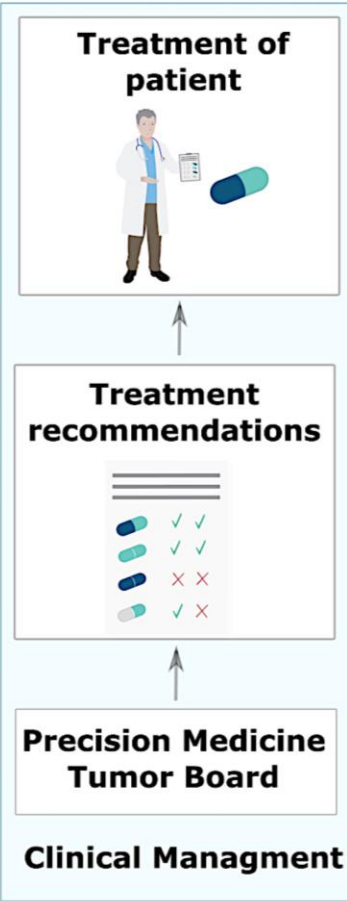 Treatment of
patient
Treatment
recommendations
Precision Medicine
Tumor Board
Clinical Managment